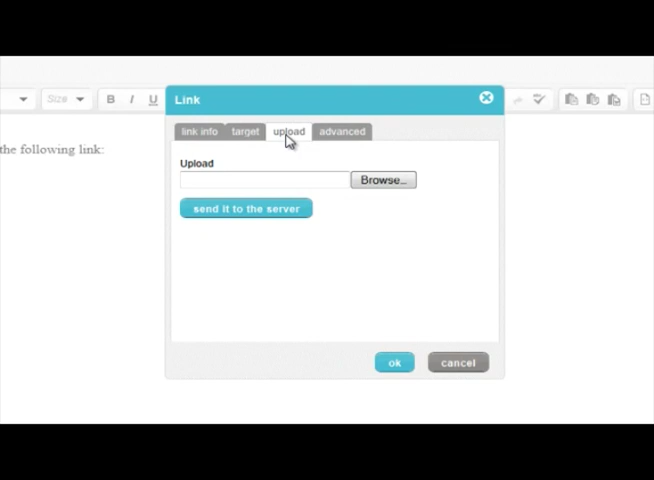 Size
B I U
Link
link info target upload advanced
the following link:
Upload
Browse...
send it to the server
ok cancel